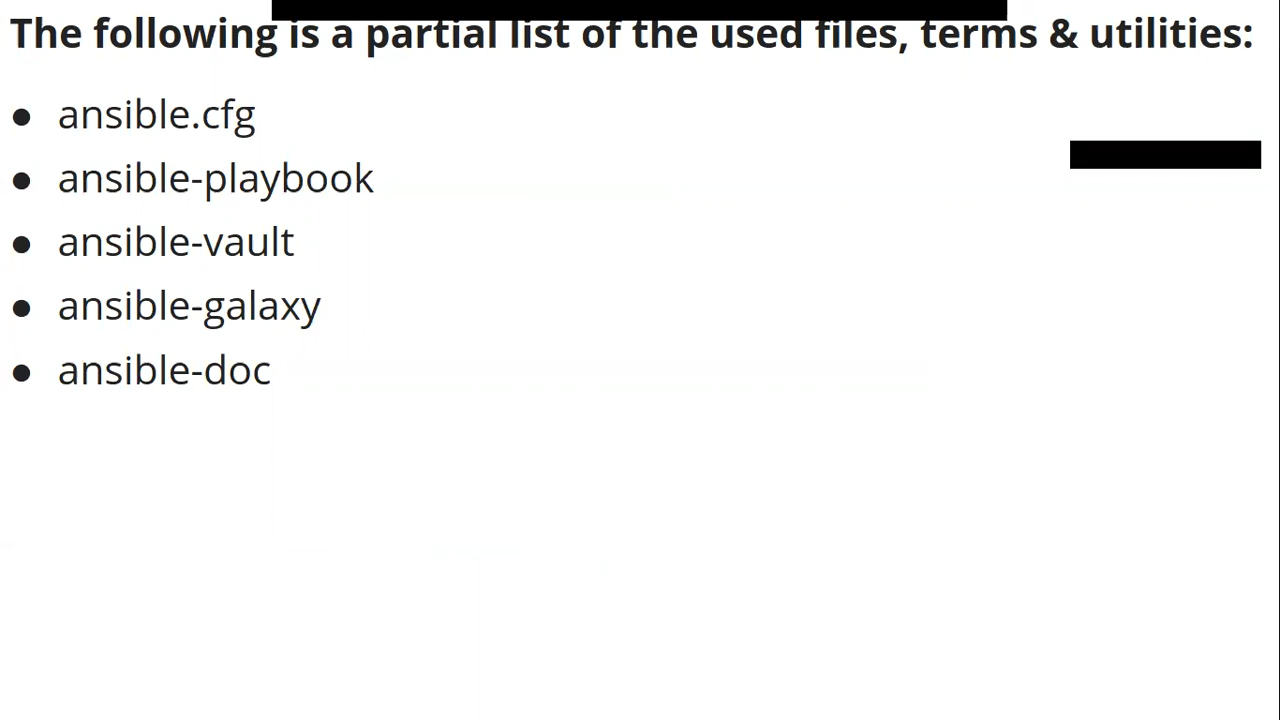 The following is a partial list of the used files, terms & utilities:
● ansible.cfg
● ansible-playbook
● ansible-vault
● ansible-galaxy
● ansible-doc